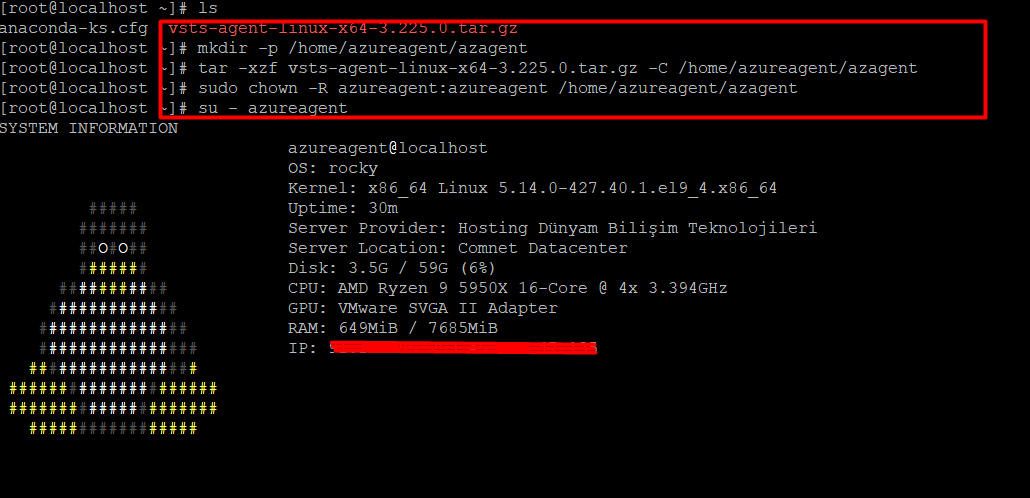 [root@localhost ~]# ls
anaconda-ks.cfg  vsts-agent-linux-x64-3.225.0.tar.gz
[root@localhost ~]# mkdir -p /home/azureagent/azagent
[root@localhost ~]# tar -xzf vsts-agent-linux-x64-3.225.0.tar.gz -C /home/azureagent/azagent
[root@localhost ~]# sudo chown -R azureagent:azureagent /home/azureagent/azagent
[root@localhost ~]# su - azureagent
SYSTEM INFORMATION
azureagent@localhost
OS: rocky
Kernel: x86_64 Linux 5.14.0-427.40.1.el9_4.x86_64
Uptime: 30m
Server Provider: Hosting Dünyam Bilişim Teknolojileri
Server Location: Comnet Datacenter
Disk: 3.5G / 59G (6%)
CPU: AMD Ryzen 9 5950X 16-Core @ 4x 3.394GHz
GPU: VMware SVGA II Adapter
RAM: 649MiB / 7685MiB
IP: